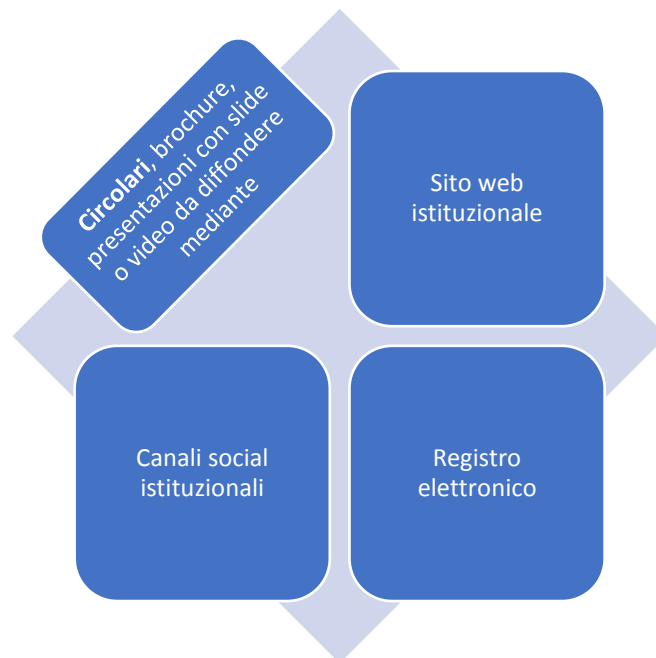 Circolari, brochure,
presentazioni con slide
o video da diffondere
mediante
Sito web
istituzionale
Canali social
istituzionali
Registro
elettronico